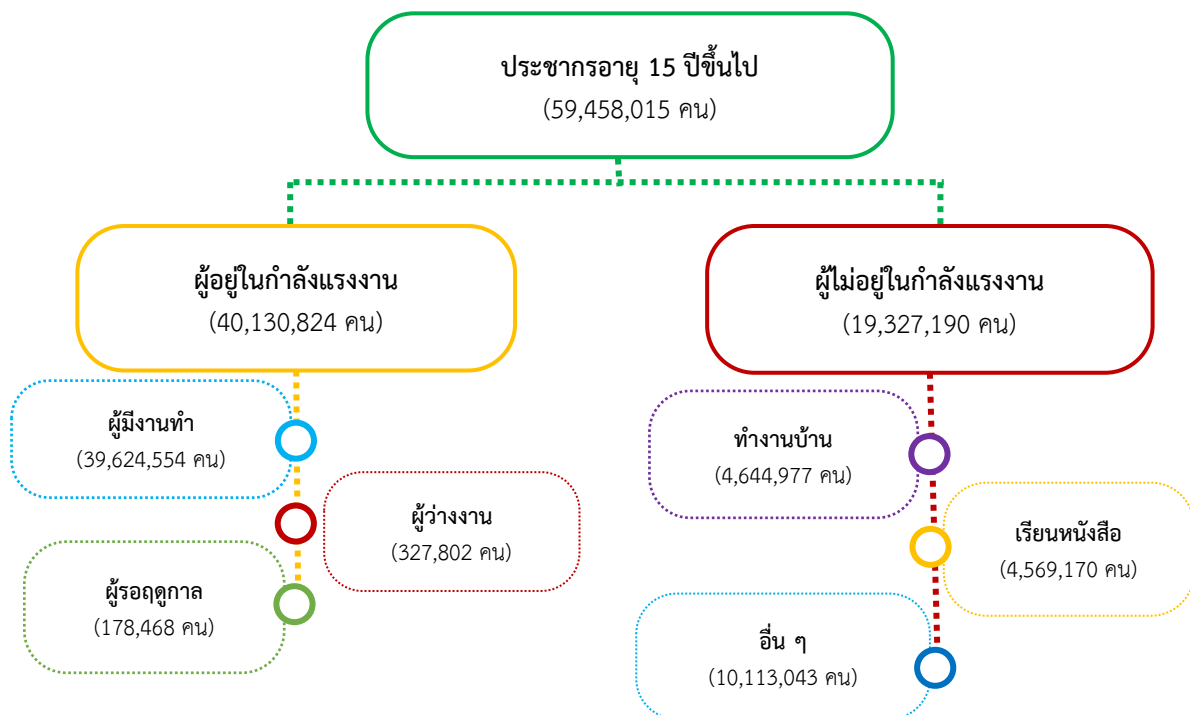 ประชากรอายุ 15 ปีขึ้นไป
(59,458,015 คน)
ผู้อยู่ในกำลังแรงงาน
(40,130,824 คน)
ผู้มีงานทำ
(39,624,554 คน)
ผู้ว่างงาน
(327,802 คน)
ผู้รอฤดูกาล
(178,468 คน)
ผู้ไม่อยู่ในกำลังแรงงาน
(19,327,190 คน)
ทำงานบ้าน
(4,644,977 คน)
เรียนหนังสือ
(4,569,170 คน)
อื่น ๆ
(10,113,043 คน)